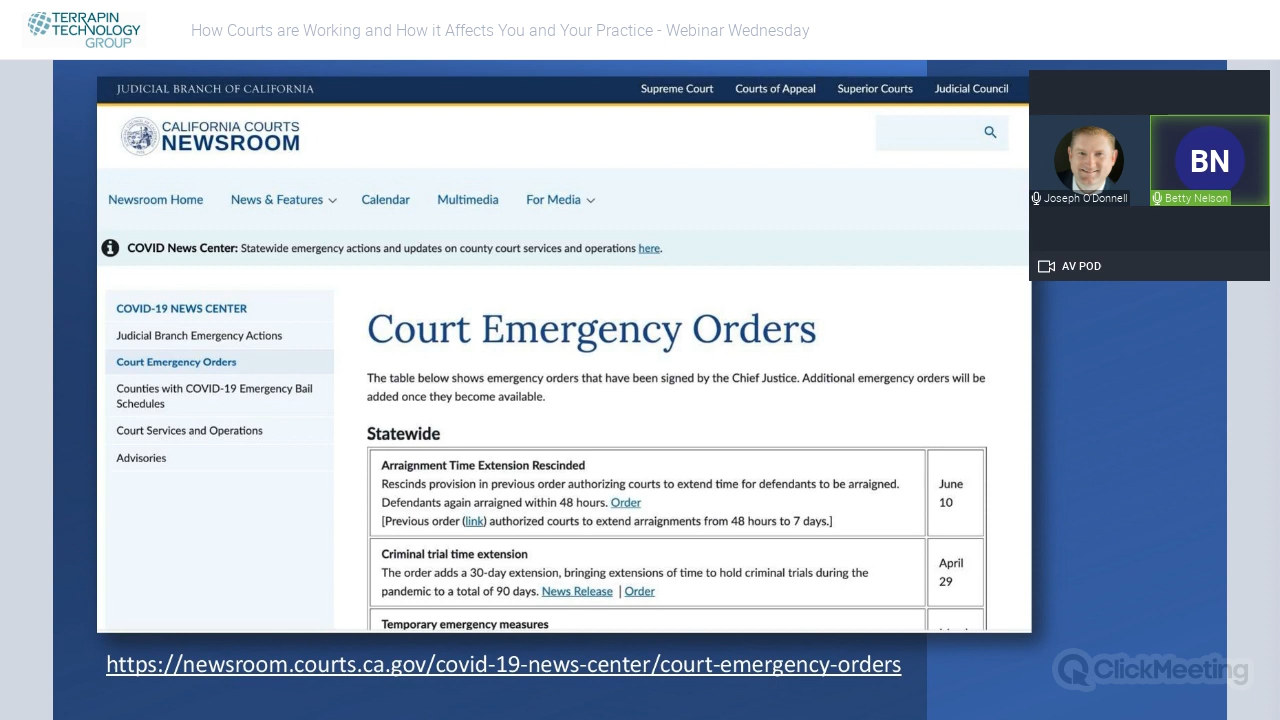 TERRAPIN
TECHNOLOGY
GROUP
How Courts are Working and How it Affects You and Your Practice - Webinar Wednesday
JUDICIAL BRANCH OF CALIFORNIA
Supreme Court Courts of Appeal Superior Courts Judicial Council
CALIFORNIA COURTS
NEWSROOM
Newsroom Home News & Features Calendar Multimedia For Media
COVID News Center: Statewide emergency actions and updates on county court services and operations here.
COVID-19 NEWS CENTER
Judicial Branch Emergency Actions
Court Emergency Orders
Counties with COVID-19 Emergency Bail
Schedules
Court Services and Operations
Advisories
Court Emergency Orders
The table below shows emergency orders that have been signed by the Chief Justice. Additional emergency orders will be
added once they become available.
Statewide
Arraignment Time Extension Rescinded
Rescinds provision in previous order authorizing courts to extend time for defendants to be arraigned.
Defendants again arraigned within 48 hours. Order
[Previous order (link) authorized courts to extend arraignments from 48 hours to 7 days.]
June
10
Criminal trial time extension
The order adds a 30-day extension, bringing extensions of time to hold criminal trials during the
pandemic to a total of 90 days. News Release | Order
April
29
Temporary emergency measures
https://newsroom.courts.ca.gov/covid-19-news-center/court-emergency-orders
BN
Joseph O'Donnell
Betty Nelson
AV POD
ClickMeeting